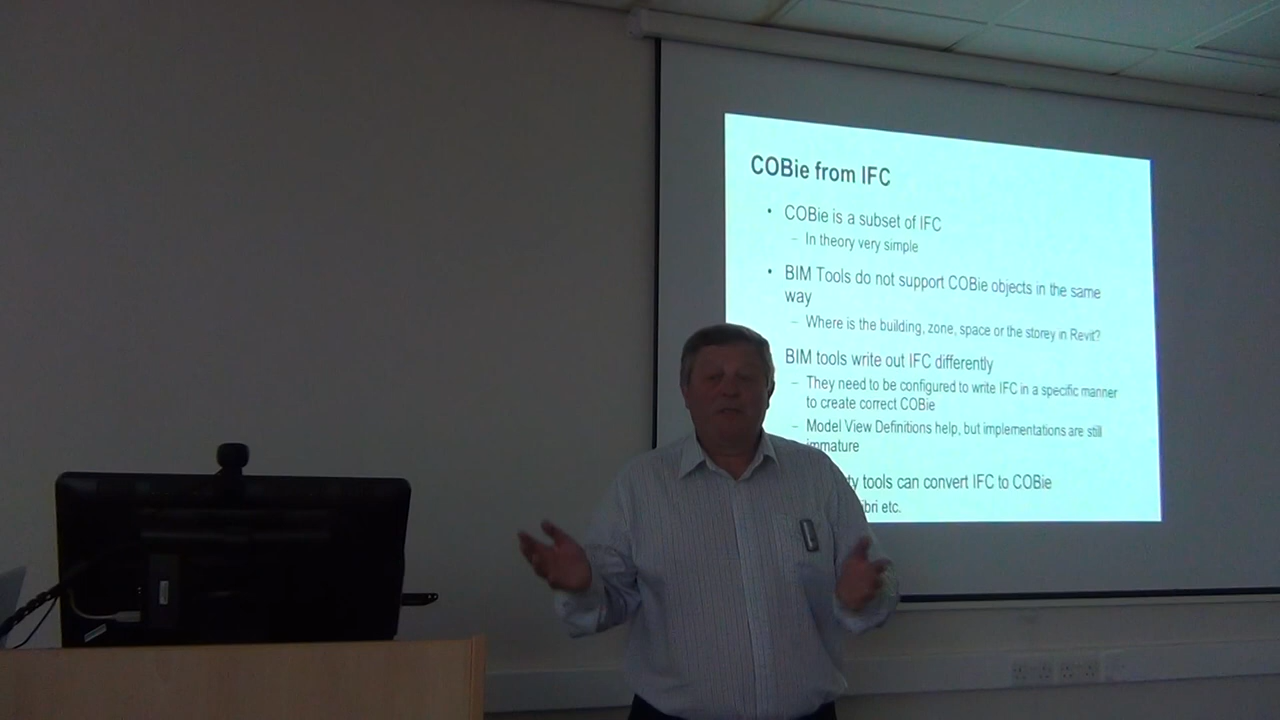 COBie from IFC
• COBie is a subset of IFC
– In theory very simple
• BIM Tools do not support COBie objects in the same
way
– Where is the building, zone, space or the storey in Revit?
BIM tools write out IFC differently
– They need to be configured to write IFC in a specific manner
to create correct COBie
– Model View Definitions help, but implementations are still
immature
tools can convert IFC to COBie
etc.